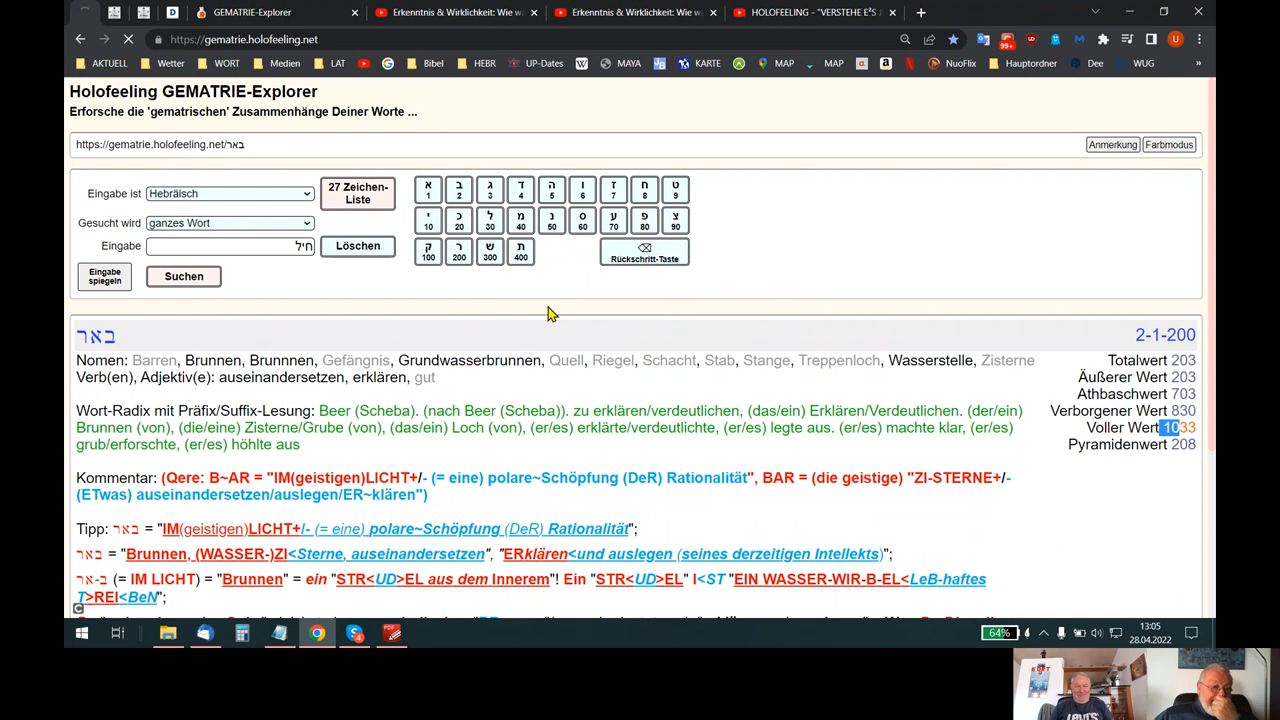 GEMATRIE-Explorer
Erkenntnis & Wirklichkeit: Wie w
Erkenntnis & Wirklichkeit: Wie w
HOLOFEELING - "VERSTEHE E³S
https://gematrie.holofeeling.net
99+
AKTUELL
Wetter
WORT
Medien
LAT
Bibel
HEBR
UP-Dates
MAYA
KARTE
MAP
MAP
NuoFlix
Hauptordner
Dee
WUG
Holofeeling GEMATRIE-Explorer
Erforsche die 'gematrischen' Zusammenhänge Deiner Worte ...
https://gematrie.holofeeling.net/באר
Anmerkung
Farbmodus
Eingabe ist Hebräisch
27 Zeichen-Liste
Gesucht wird ganzes Wort
Eingabe חיל
Löschen
Eingabe spiegeln
Suchen
א ב ג ד ה ו ז ח ט
1 2 3 4 5 6 7 8 9
י כ ל מ נ ס ע פ צ
10 20 30 40 50 60 70 80 90
ק ר ש ת
100 200 300 400
Rückschritt-Taste
באר 2-1-200
Nomen: Barren, Brunnen, Brunnnen, Gefängnis, Grundwasserbrunnen, Quell, Riegel, Schacht, Stab, Stange, Treppenloch, Wasserstelle, Zisterne
Verb(en), Adjektiv(e): auseinandersetzen, erklären, gut
Totalwert 203
Äußerer Wert 203
Athbaschwert 703
Verborgener Wert 830
Voller Wert 1033
Pyramidenwert 208
Wort-Radix mit Präfix/Suffix-Lesung: Beer (Scheba). (nach Beer (Scheba)). zu erklären/verdeutlichen, (das/ein) Erklären/Verdeutlichen. (der/ein)
Brunnen (von), (die/eine) Zisterne/Grube (von), (das/ein) Loch (von), (er/es) erklärte/verdeutlichte, (er/es) legte aus. (er/es) machte klar, (er/es)
grub/erforschte, (er/es) höhlte aus
Kommentar: (Qere: B~AR = "IM(geistigen)LICHT+/- (= eine) polare~Schöpfung (DeR) Rationalität", BAR = (die geistige) "ZI-STERNE+/-
(ETwas) auseinandersetzen/auslegen/ER~klären")
Tipp: באר = "IM(geistigen)LICHT+/- (= eine) polare~Schöpfung (DeR) Rationalität";
באר = "Brunnen, (WASSER-)ZI<Sterne, auseinandersetzen", "ERklären<und auslegen (seines derzeitigen Intellekts)";
ב-אר (= IM LICHT) = "Brunnen" = ein "STR<UD>EL aus dem Innerem"! Ein "STR<UD>EL" I<ST "EIN WASSER-WIR-B-EL<LeB-haftes
T>REI<BeN";
C
64%
13:05
28.04.2022